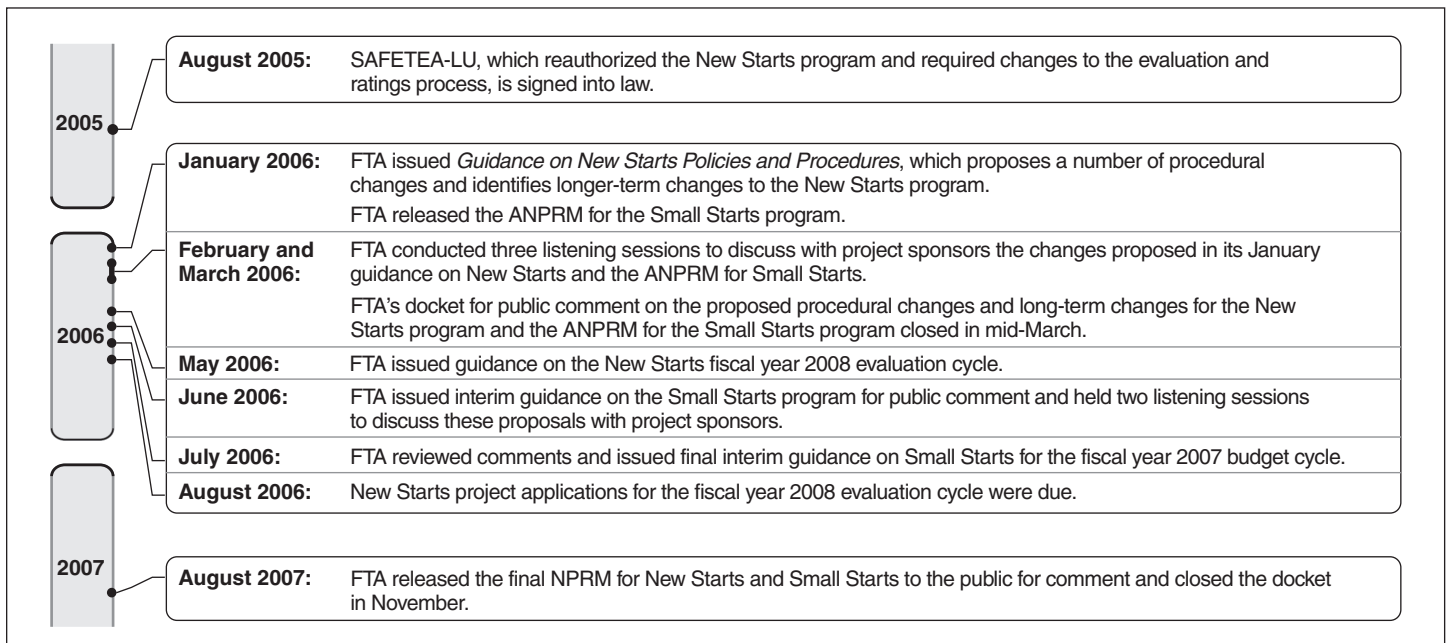 2005
August 2005: SAFETEA-LU, which reauthorized the New Starts program and required changes to the evaluation and
ratings process, is signed into law.
2006
January 2006: FTA issued Guidance on New Starts Policies and Procedures, which proposes a number of procedural
changes and identifies longer-term changes to the New Starts program.
FTA released the ANPRM for the Small Starts program.
February and March 2006: FTA conducted three listening sessions to discuss with project sponsors the changes proposed in its January
guidance on New Starts and the ANPRM for Small Starts.
FTA's docket for public comment on the proposed procedural changes and long-term changes for the New
Starts program and the ANPRM for the Small Starts program closed in mid-March.
May 2006: FTA issued guidance on the New Starts fiscal year 2008 evaluation cycle.
June 2006: FTA issued interim guidance on the Small Starts program for public comment and held two listening sessions
to discuss these proposals with project sponsors.
July 2006: FTA reviewed comments and issued final interim guidance on Small Starts for the fiscal year 2007 budget cycle.
August 2006: New Starts project applications for the fiscal year 2008 evaluation cycle were due.
2007
August 2007: FTA released the final NPRM for New Starts and Small Starts to the public for comment and closed the docket
in November.